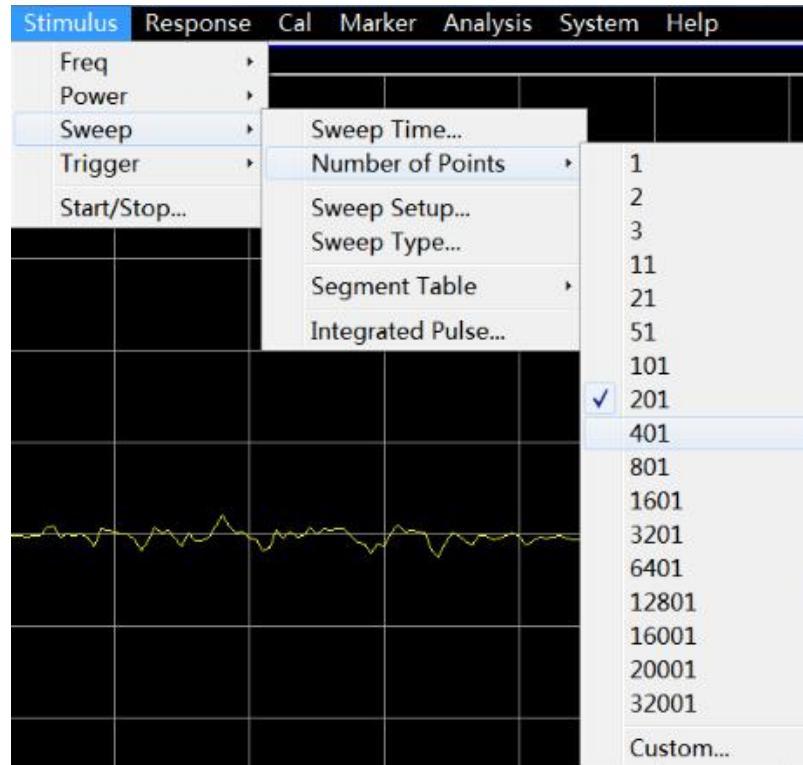 Stimulus Response Cal Marker Analysis System Help
Freq
Power
Sweep
Trigger
Start/Stop...
Sweep Time...
Number of Points
Sweep Setup...
Sweep Type...
Segment Table
Integrated Pulse...
1
2
3
11
21
51
101
201
401
801
1601
3201
6401
12801
16001
20001
32001
Custom...